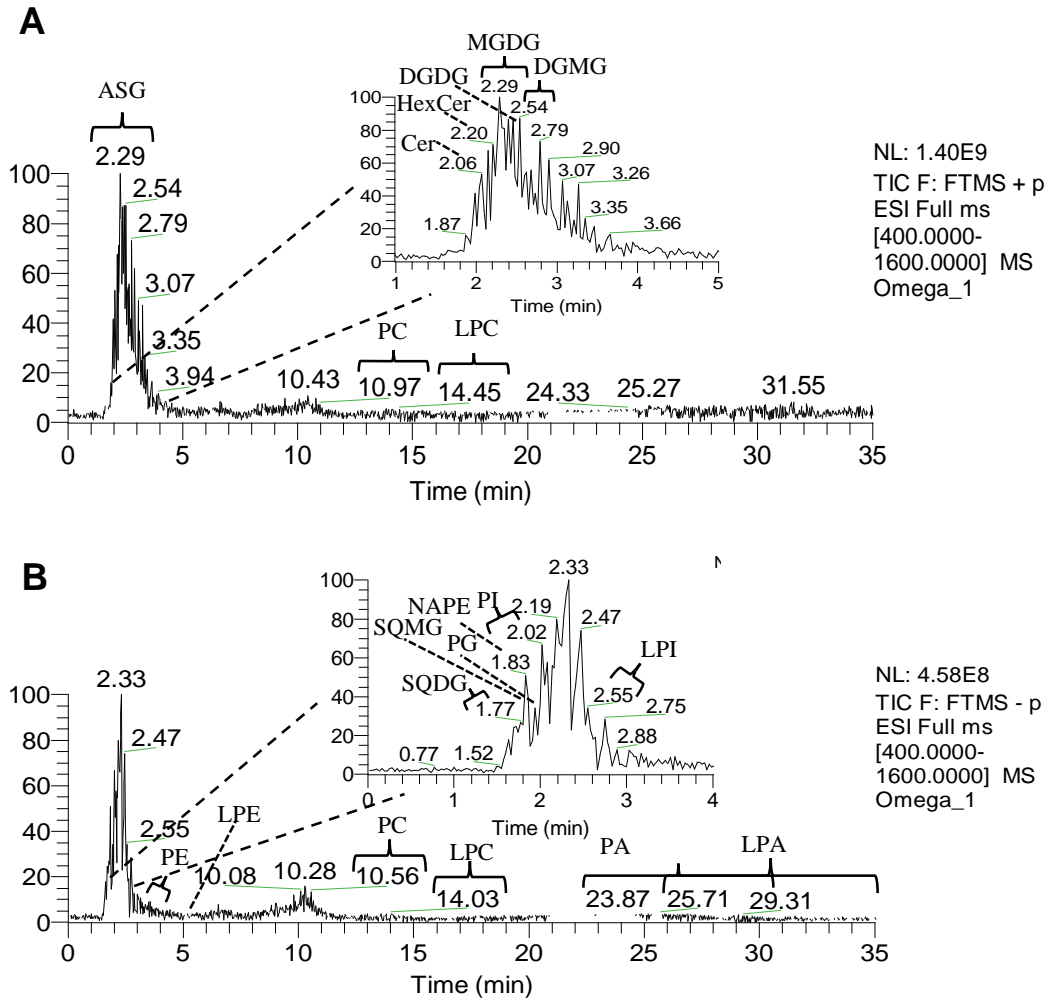 A
ASG
2.29
2.54
2.79
3.07
3.35
3.94
10.43
10.97
14.45
24.33
25.27
31.55
PC
LPC
100
80
60
40
20
0
0 5 10 15 20 25 30 35
Time (min)
MGDG
DGDG
DGMG
HexCer
Cer
2.29
2.54
2.20
2.79
2.06
2.90
3.07
3.26
3.35
1.87
3.66
100
80
60
40
20
0
1 2 3 4 5
Time (min)
NL: 1.40E9
TIC F: FTMS + p
ESI Full ms
[400.0000-
1600.0000] MS
Omega_1
B
2.33
2.47
2.55
PE
LPE
10.08
10.28
10.56
14.03
23.87
25.71
29.31
PC
LPC
PA
LPA
100
80
60
40
20
0
0 5 10 15 20 25 30 35
Time (min)
2.33
NAPE
PI
2.19
2.47
SQMG
PG
2.02
1.83
LPI
SQDG
1.77
2.55
2.75
2.88
0.77
1.52
100
80
60
40
20
0
0 1 2 3 4
Time (min)
NL: 4.58E8
TIC F: FTMS - p
ESI Full ms
[400.0000-
1600.0000] MS
Omega_1